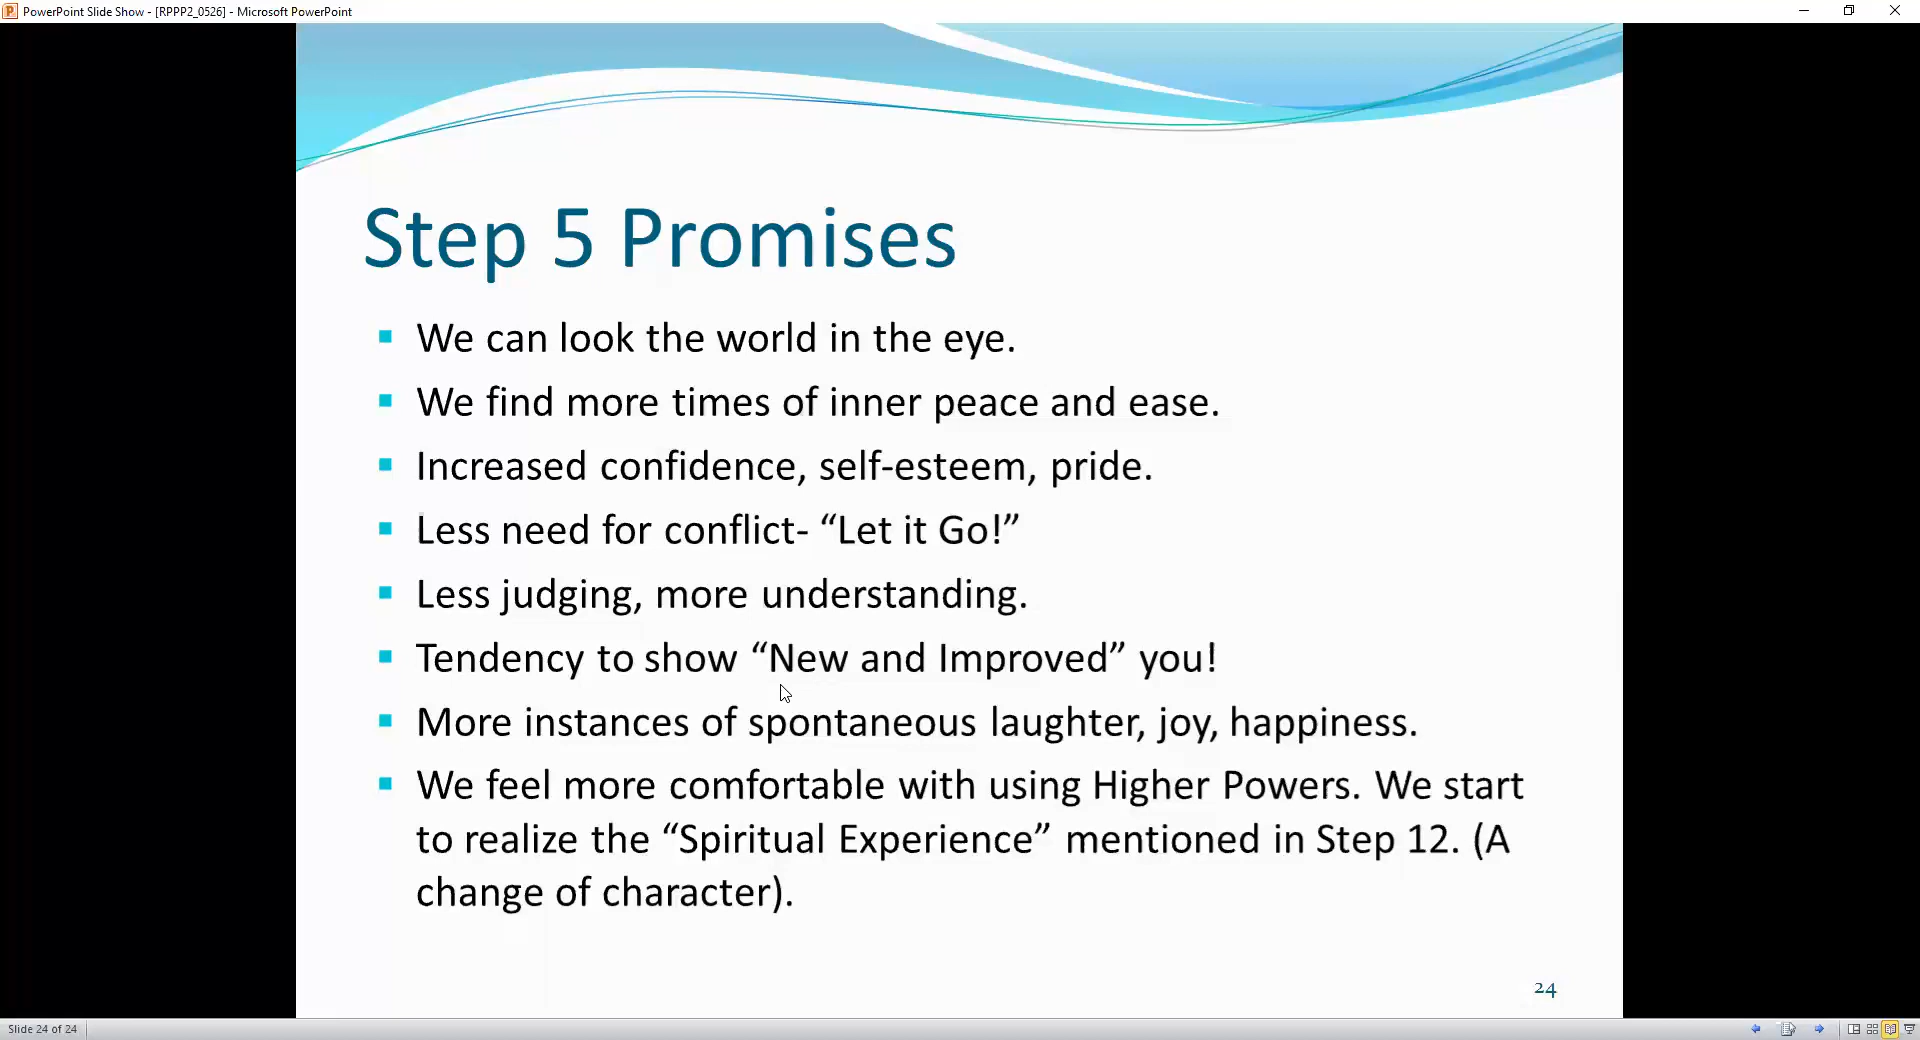 PowerPoint Slide Show - [RPPP2_0526] - Microsoft PowerPoint
Step 5 Promises
We can look the world in the eye.
We find more times of inner peace and ease.
Increased confidence, self-esteem, pride.
Less need for conflict- “Let it Go!”
Less judging, more understanding.
Tendency to show “New and Improved” you!
More instances of spontaneous laughter, joy, happiness.
We feel more comfortable with using Higher Powers. We start
to realize the “Spiritual Experience” mentioned in Step 12. (A
change of character).
24
Slide 24 of 24